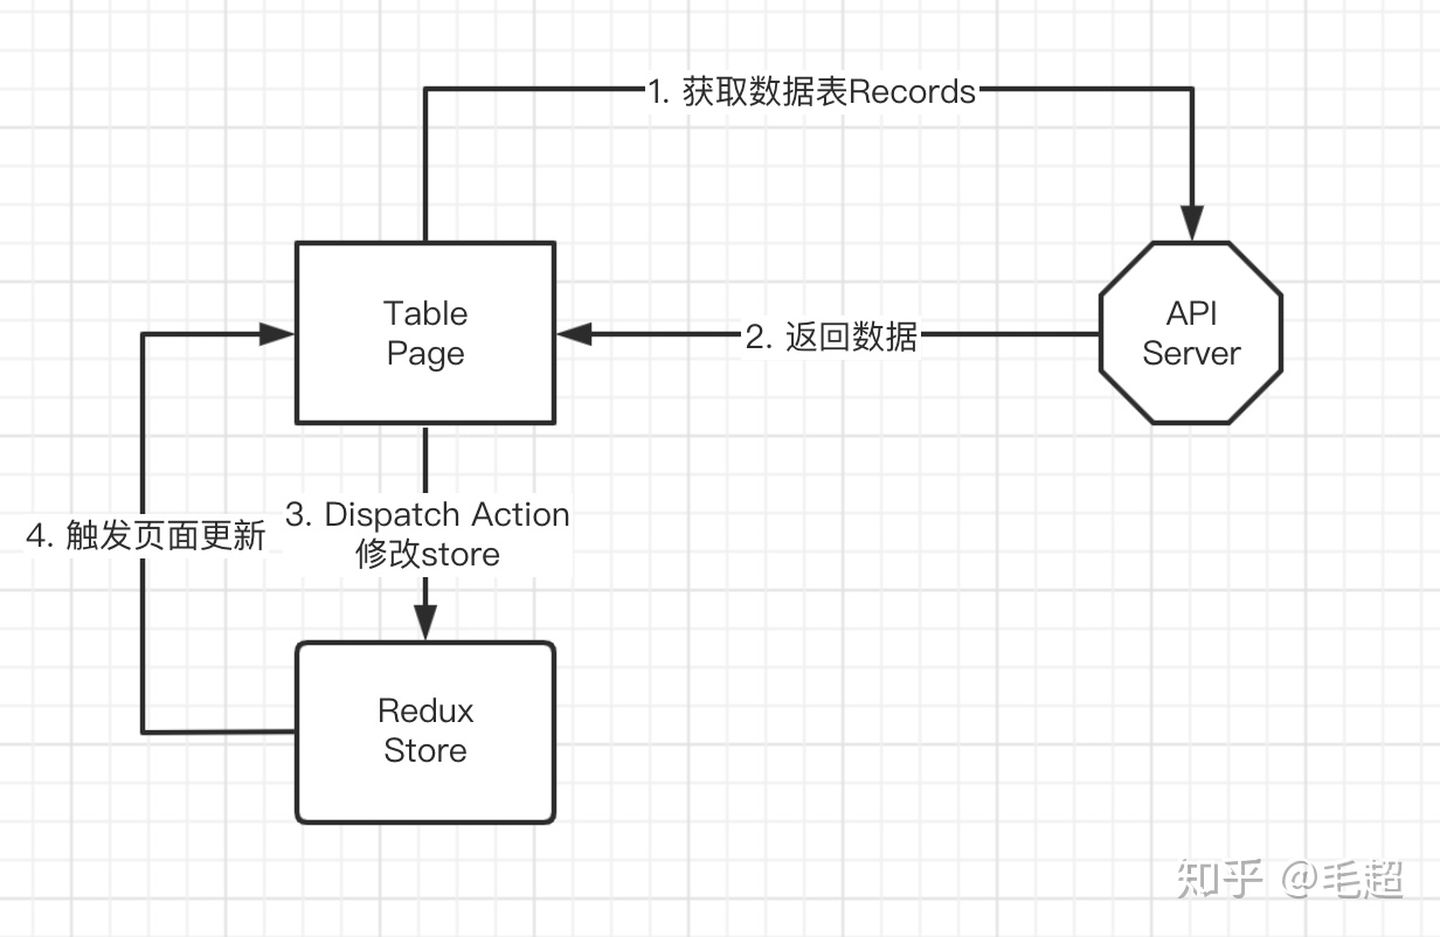 1. 获取数据表Records
Table
Page
2. 返回数据
API
Server
3. Dispatch Action
修改store
4. 触发页面更新
Redux
Store
知乎 @毛超